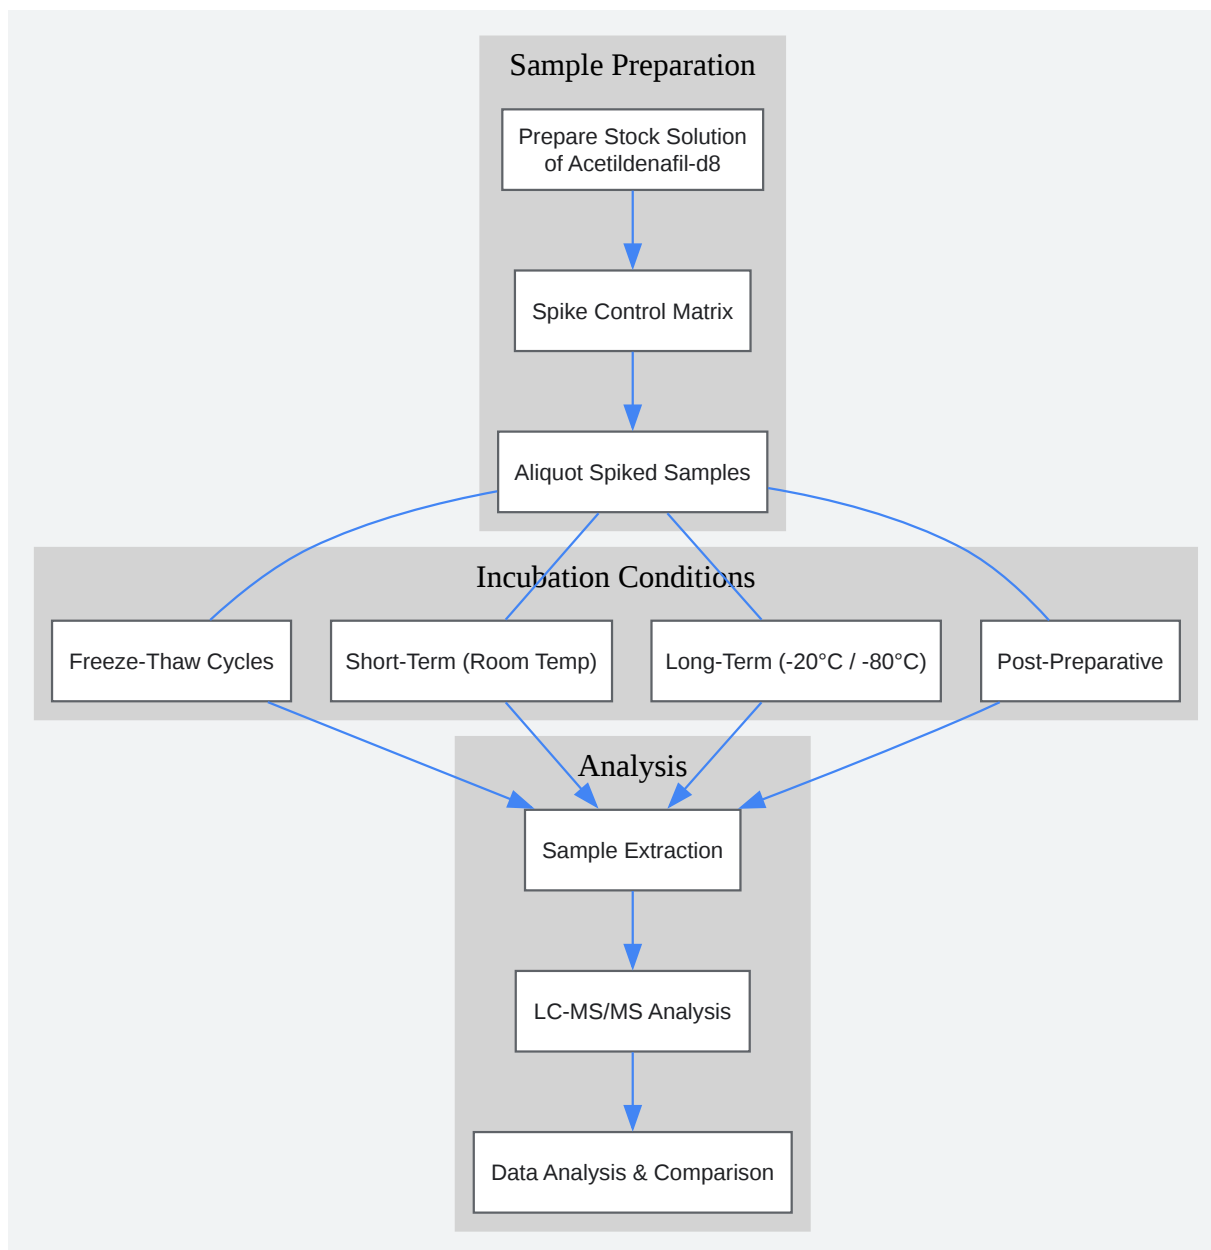 Sample Preparation
Prepare Stock Solution
of Acetildenafil-d8
Spike Control Matrix
Aliquot Spiked Samples
Incubation Conditions
Freeze-Thaw Cycles
Short-Term (Room Temp)
Long-Term (-20°C / -80°C)
Post-Preparative
Analysis
Sample Extraction
LC-MS/MS Analysis
Data Analysis & Comparison